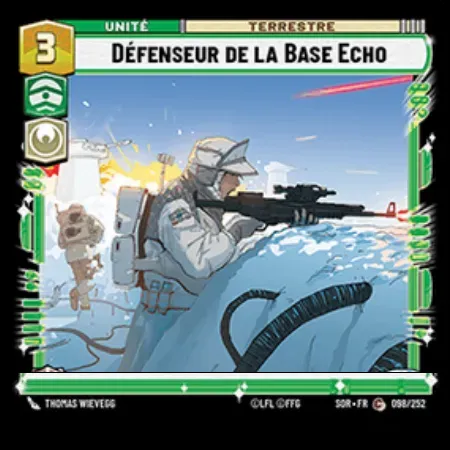 UNITÉ
TERRESTRE
3
DÉFENSEUR DE LA BASE ECHO
THOMAS WIEVEGG
©LFL ©FFG
SOR • FR C 098/252